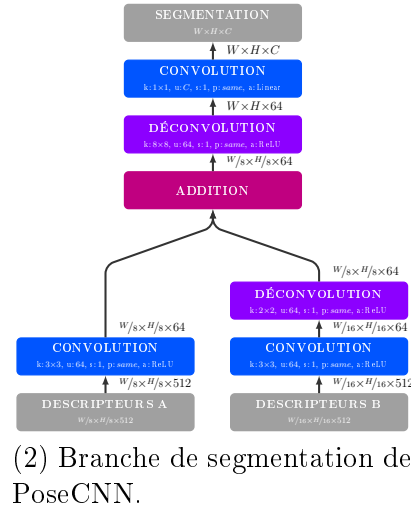 SEGMENTATION
W×H×C
W×H×C
CONVOLUTION
k:1×1, u:C, s:1, p:same, a:Linear
W×H×64
DÉCONVOLUTION
k:8×8, u:64, s:1, p:same, a:ReLU
W/8×H/8×64
ADDITION
W/8×H/8×64
DÉCONVOLUTION
k:2×2, u:64, s:1, p:same, a:ReLU
W/8×H/8×64
W/16×H/16×64
CONVOLUTION
k:3×3, u:64, s:1, p:same, a:ReLU
CONVOLUTION
k:3×3, u:64, s:1, p:same, a:ReLU
W/8×H/8×512
W/16×H/16×512
DESCRIPTEURS A
W/8×H/8×512
DESCRIPTEURS B
W/16×H/16×512
(2) Branche de segmentation de
PoseCNN.